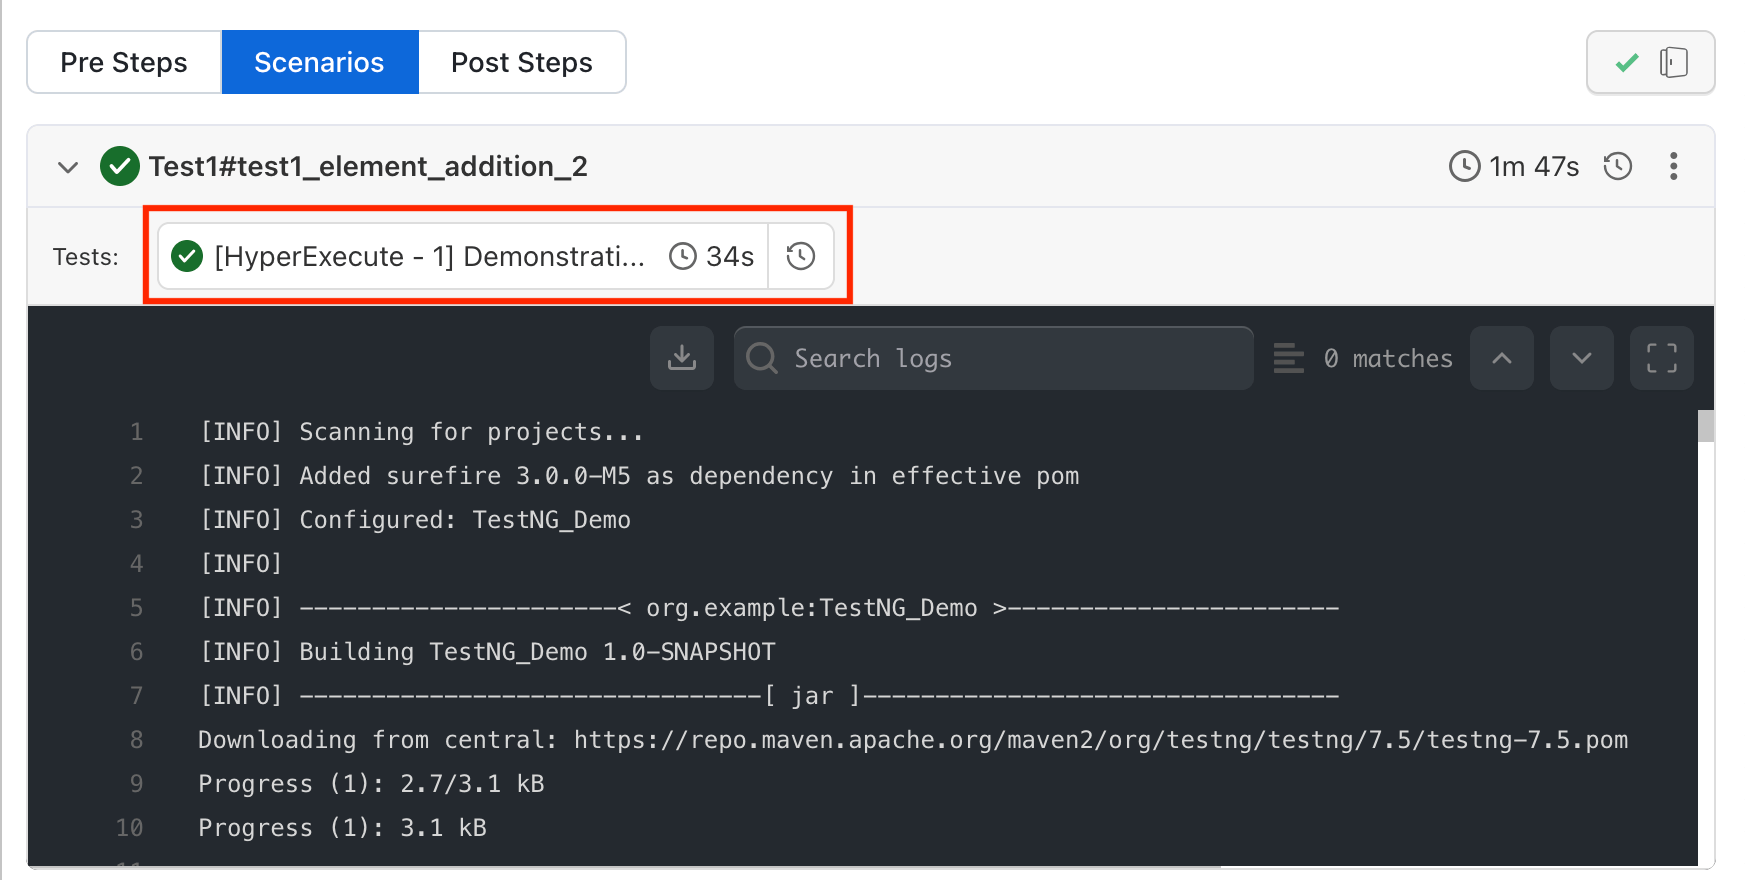 Pre Steps
Scenarios
Post Steps
Test1#test1_element_addition_2
1m 47s
Tests:
[HyperExecute - 1] Demonstrati...
34s
Search logs
0 matches
1 [INFO] Scanning for projects...
2 [INFO] Added surefire 3.0.0-M5 as dependency in effective pom
3 [INFO] Configured: TestNG_Demo
4 [INFO]
5 [INFO] ----------------------< org.example:TestNG_Demo >-----------------------
6 [INFO] Building TestNG_Demo 1.0-SNAPSHOT
7 [INFO] --------------------------------[ jar ]---------------------------------
8 Downloading from central: https://repo.maven.apache.org/maven2/org/testng/testng/7.5/testng-7.5.pom
9 Progress (1): 2.7/3.1 kB
10 Progress (1): 3.1 kB